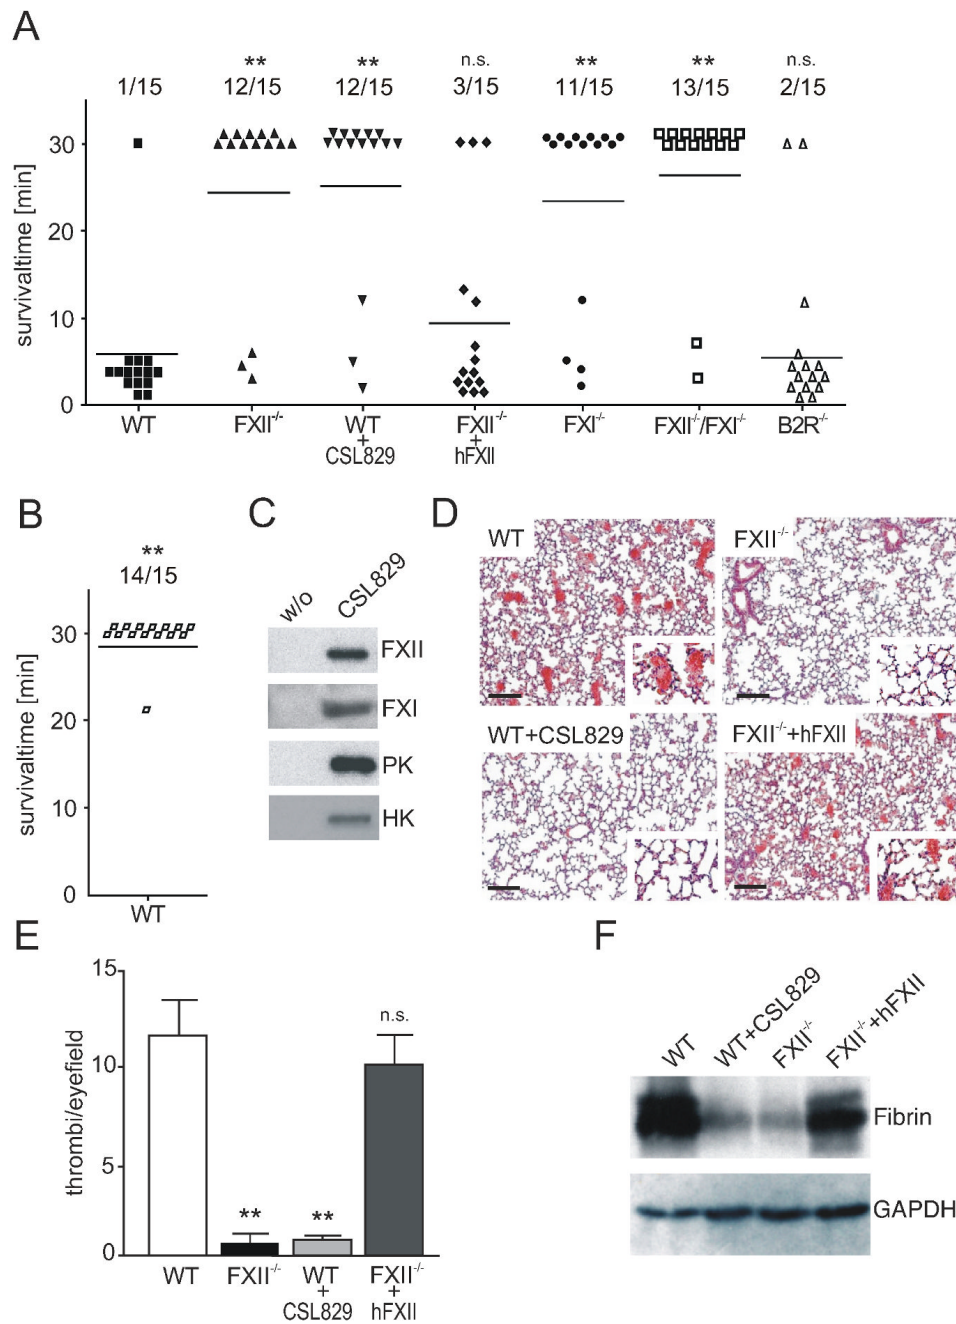 A
** ** n.s. ** ** n.s.
1/15 12/15 12/15 3/15 11/15 13/15 2/15
survivaltime [min]
30
20
10
0
WT FXII-/- WT + CSL829 FXII-/- + hFXII FXI-/- FXII-/-/FXI-/- B2R-/-
B
**
14/15
survivaltime [min]
30
20
10
0
WT
C
w/o CSL829
FXII
FXI
PK
HK
D
WT FXII-/-
WT+CSL829 FXII-/-+hFXII
E
thrombi/eyefield
15
10
5
0
** ** n.s.
WT FXII-/- WT + CSL829 FXII-/- + hFXII
F
WT WT+CSL829 FXII-/- FXII-/-+hFXII
Fibrin
GAPDH